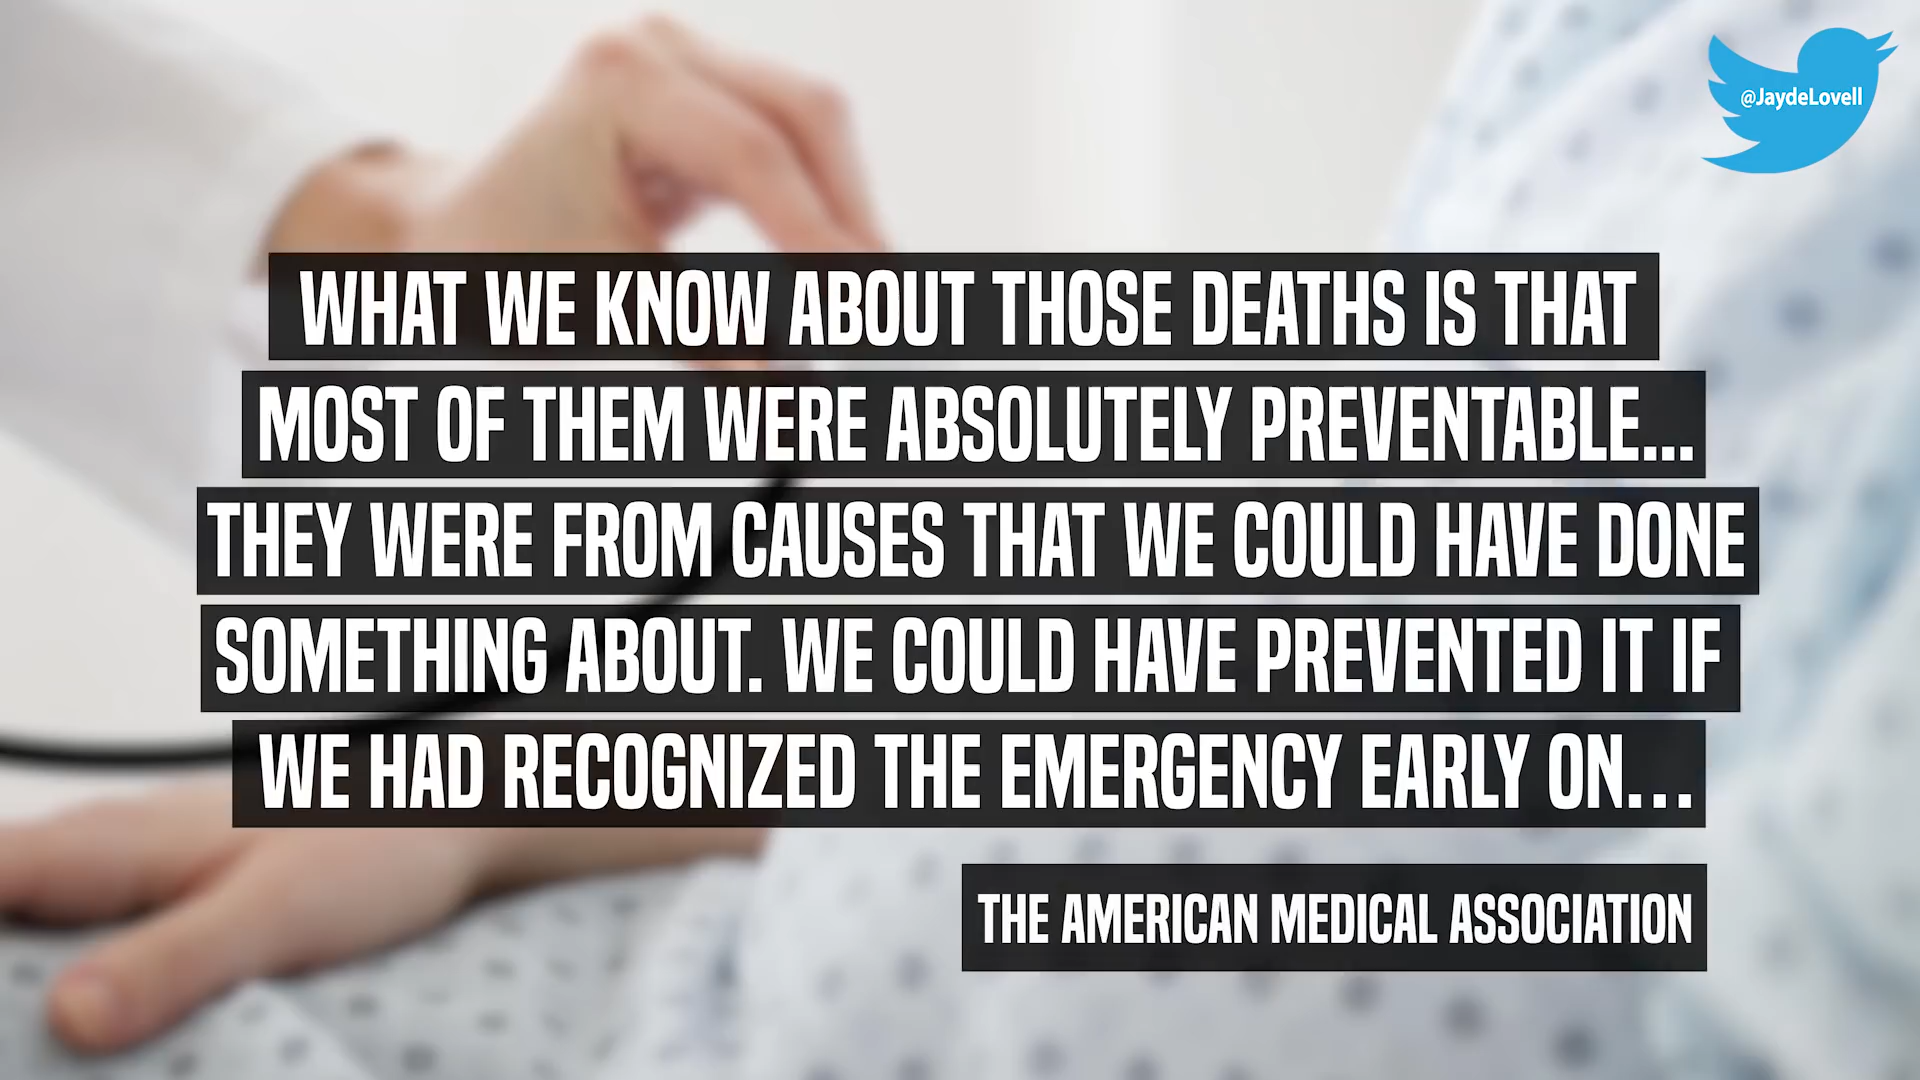 @JaydeLovell
WHAT WE KNOW ABOUT THOSE DEATHS IS THAT
MOST OF THEM WERE ABSOLUTELY PREVENTABLE...
THEY WERE FROM CAUSES THAT WE COULD HAVE DONE
SOMETHING ABOUT. WE COULD HAVE PREVENTED IT IF
WE HAD RECOGNIZED THE EMERGENCY EARLY ON...
THE AMERICAN MEDICAL ASSOCIATION